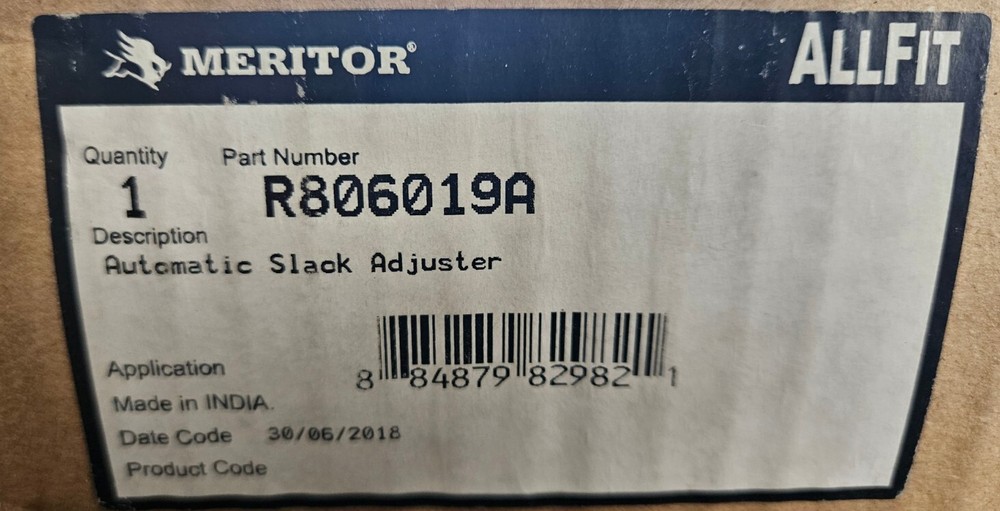 MERITOR® ALLFIT
Quantity Part Number
1 R806019A
Description
Automatic Slack Adjuster
8 84879 82982 1
Application
Made in INDIA.
Date Code 30/06/2018
Product Code